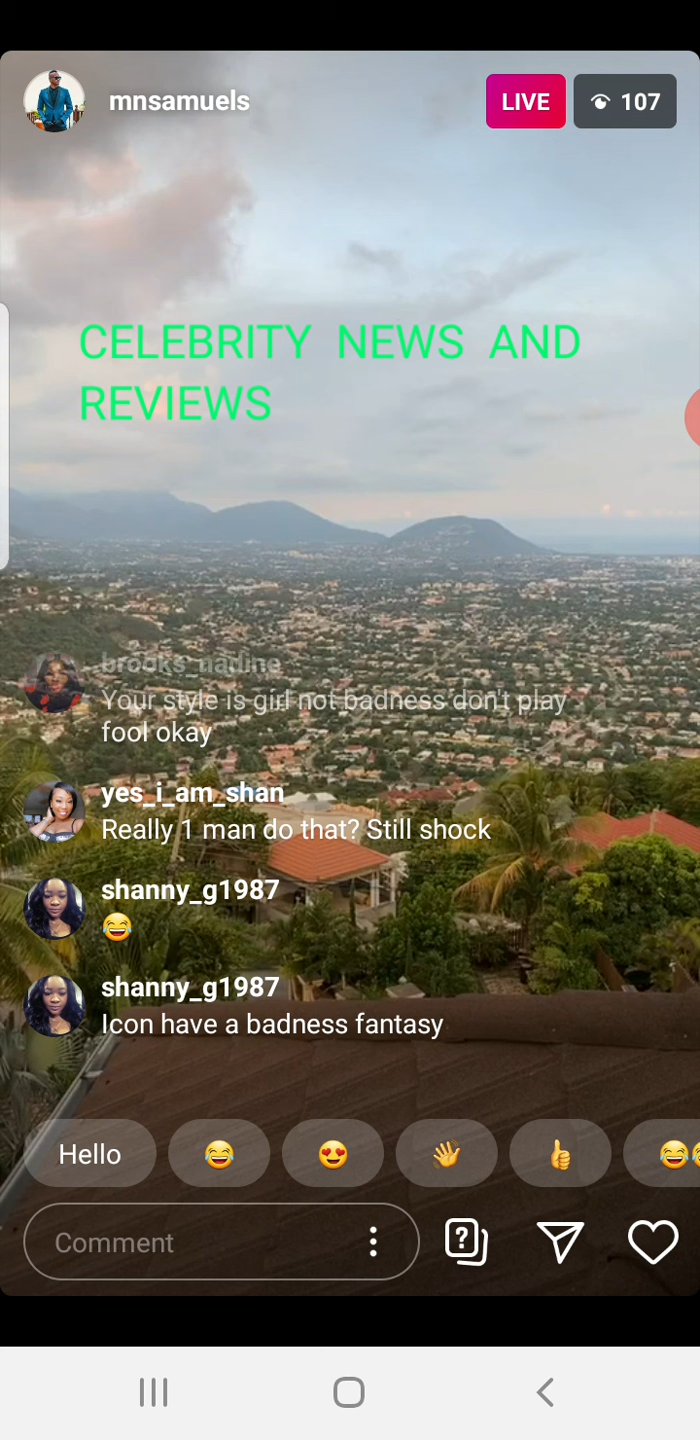 mnsamuels
LIVE
107
CELEBRITY NEWS AND
REVIEWS
brooks_nadine
Your style is girl not badness don't play
fool okay
yes_i_am_shan
Really 1 man do that? Still shock
shanny_g1987
😂
shanny_g1987
Icon have a badness fantasy
Hello 😂 😍 👋 👍 😂
Comment